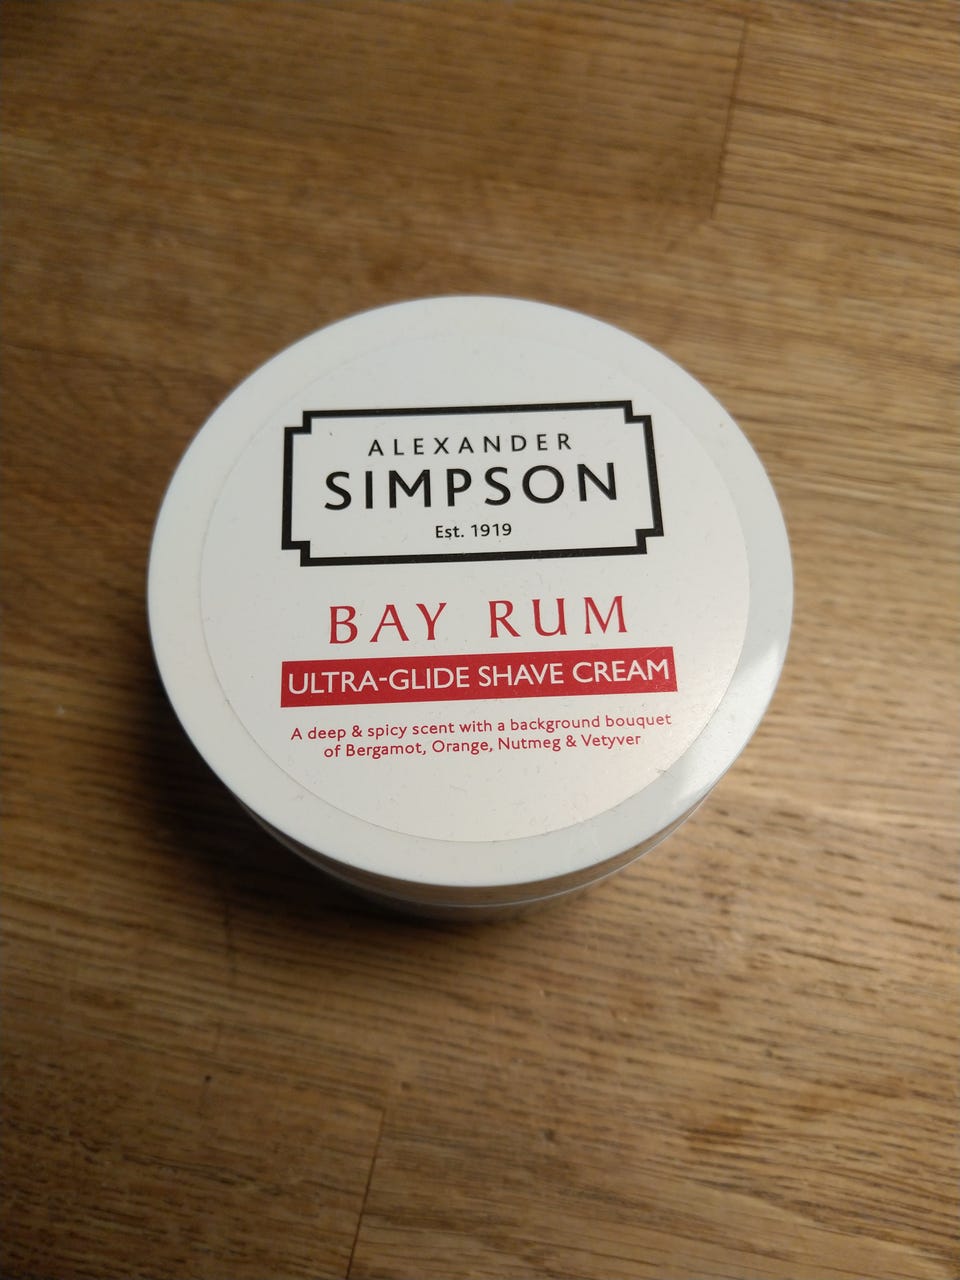 ALEXANDER
SIMPSON
Est. 1919
BAY RUM
ULTRA-GLIDE SHAVE CREAM
A deep & spicy scent with a background bouquet
of Bergamot, Orange, Nutmeg & Vetyver